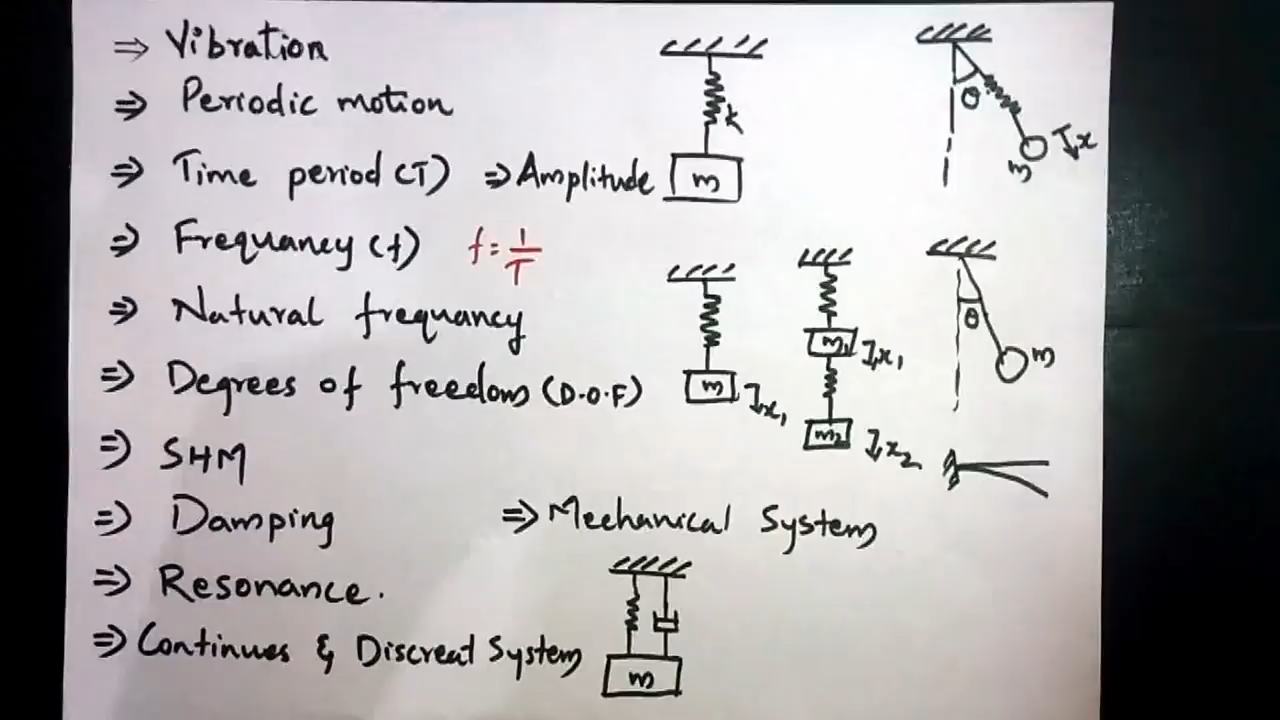 ⇒ Vibration
⇒ Periodic motion
⇒ Time period (T) ⇒ Amplitude
⇒ Frequancy (f) f = 1/T
⇒ Natural frequancy
⇒ Degrees of freedom (D.O.F)
⇒ SHM
⇒ Damping ⇒ Mechanical System
⇒ Resonance.
⇒ Continues & Discreat System
k
m
θ
m
x
m
x₁
m₁
x₁
m₂
x₂
θ
m
m